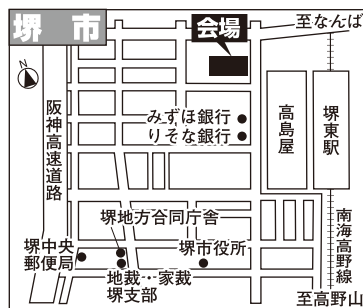 堺 市
会場
至なんば
N
みずほ銀行
りそな銀行
阪神高速道路
高島屋
堺東駅
堺地方合同庁舎
堺市役所
堺中央
郵便局
地裁・家裁
堺支部
南海高野線
至高野山